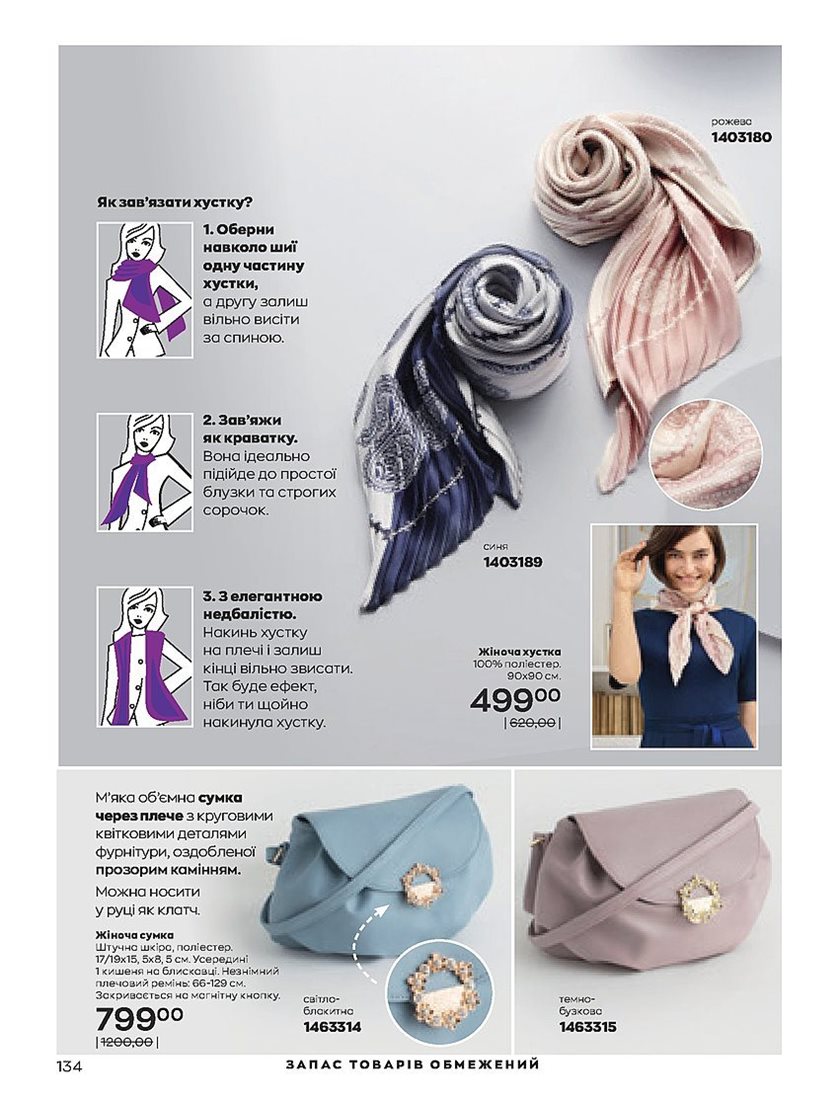 рожева
1403180
Як зав’язати хустку?
1. Оберни
навколо шиї
одну частину
хустки,
а другу залиш
вільно висіти
за спиною.
2. Зав’яжи
як краватку.
Вона ідеально
підійде до простої
блузки та строгих
сорочок.
синя
1403189
3. З елегантною
недбалістю.
Накинь хустку
на плечі і залиш
кінці вільно звисати.
Так буде ефект,
ніби ти щойно
накинула хустку.
Жіноча хустка
100% поліестер.
90х90 см.
499⁰⁰
|620,00|
М’яка об’ємна сумка
через плече з круговими
квітковими деталями
фурнітури, оздобленої
прозорим камінням.
Можна носити
у руці як клатч.
Жіноча сумка
Штучна шкіра, поліестер.
17/19х15, 5х8, 5 см. Усередині
1 кишеня на блискавці. Незнімний
плечовий ремінь: 66-129 см.
Закривається на магнітну кнопку.
799⁰⁰
|1200,00|
світло-
блакитна
1463314
темно-
бузкова
1463315
134
ЗАПАС ТОВАРІВ ОБМЕЖЕНИЙ